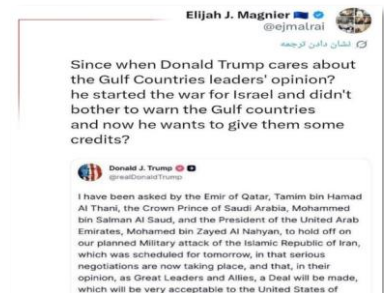 Elijah J. Magnier
@ejmalrai
نشان دادن ترجمه
Since when Donald Trump cares about
the Gulf Countries leaders' opinion?
he started the war for Israel and didn't
bother to warn the Gulf countries
and now he wants to give them some
credits?
Donald J. Trump
@realDonaldTrump
I have been asked by the Emir of Qatar, Tamim bin Hamad
Al Thani, the Crown Prince of Saudi Arabia, Mohammed
bin Salman Al Saud, and the President of the United Arab
Emirates, Mohamed bin Zayed Al Nahyan, to hold off on
our planned Military attack of the Islamic Republic of Iran,
which was scheduled for tomorrow, in that serious
negotiations are now taking place, and that, in their
opinion, as Great Leaders and Allies, a Deal will be made,
which will be very acceptable to the United States of